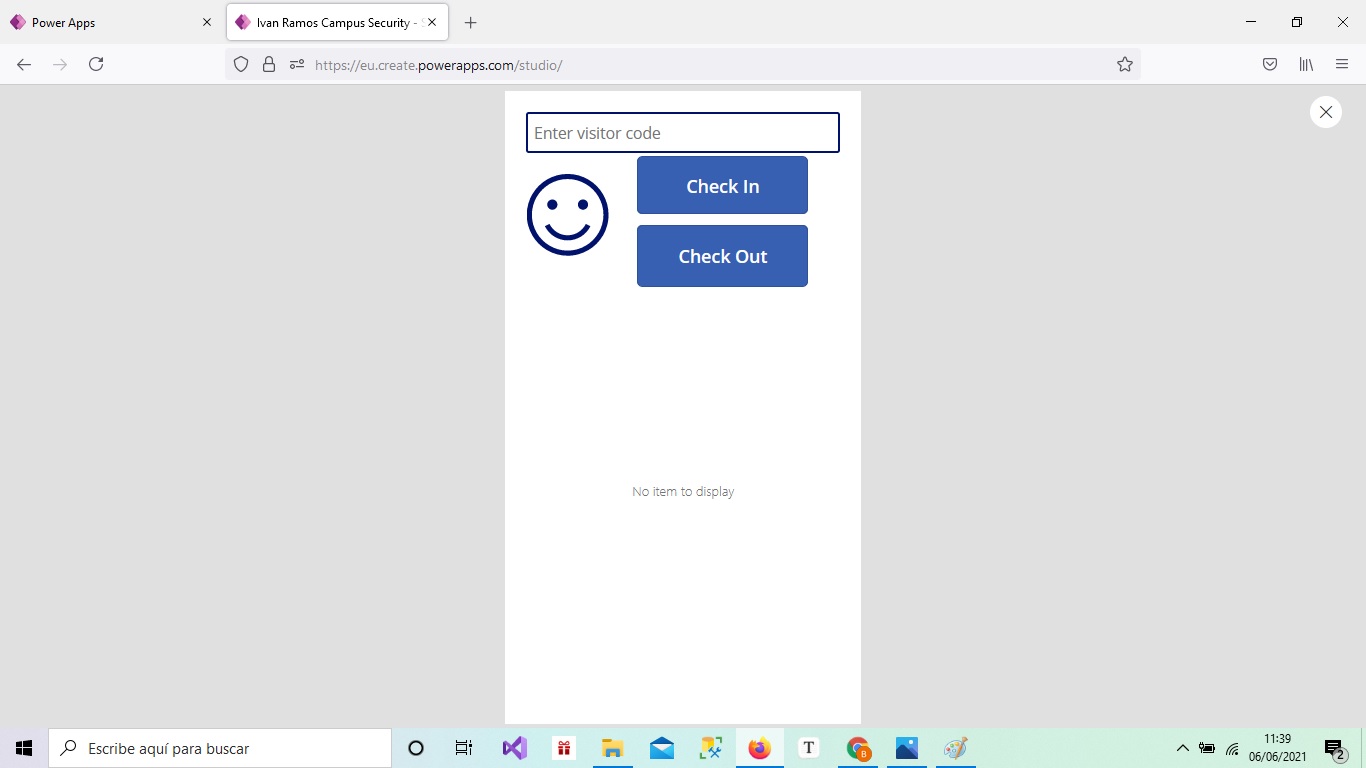 Power Apps
Ivan Ramos Campus Security -
https://eu.create.powerapps.com/studio/
Enter visitor code
Check In
Check Out
No item to display
Escribe aquí para buscar
T
B
11:39
06/06/2021
2